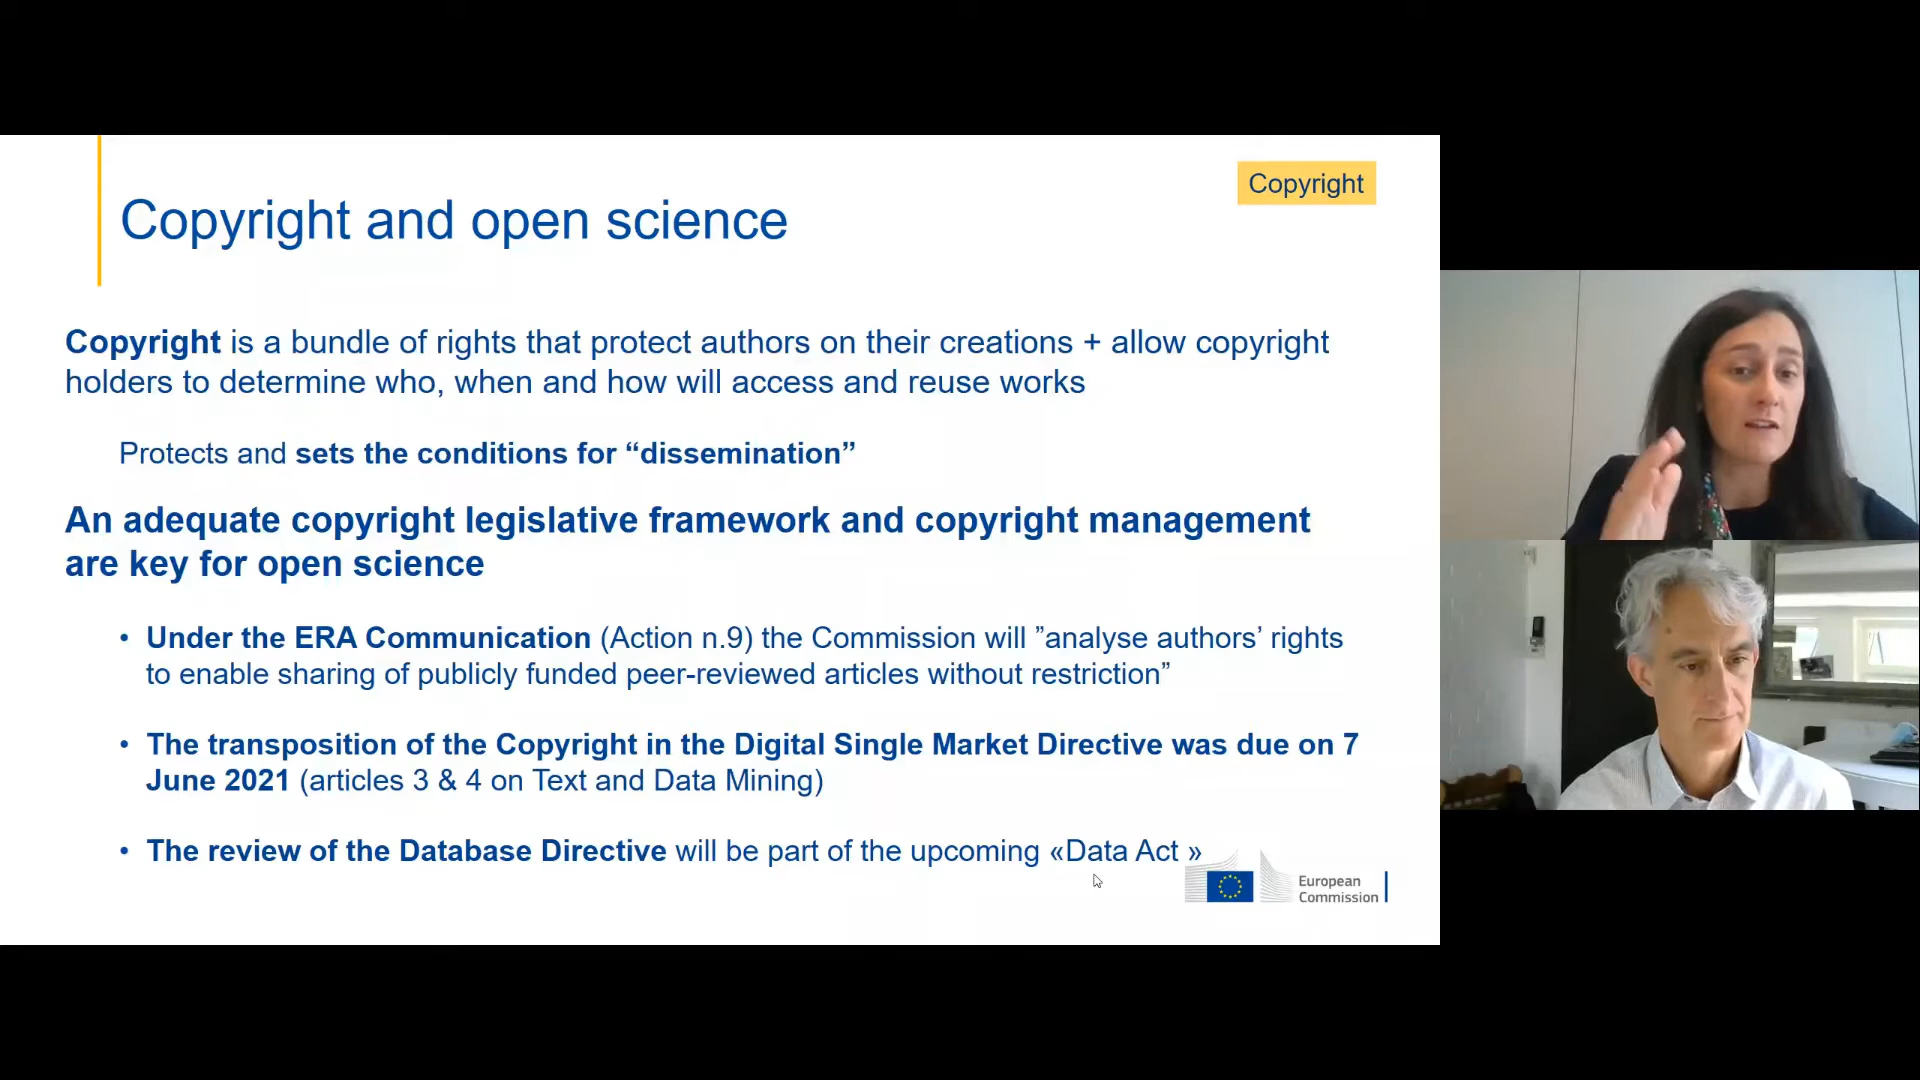 Copyright
Copyright and open science
Copyright is a bundle of rights that protect authors on their creations + allow copyright
holders to determine who, when and how will access and reuse works
Protects and sets the conditions for “dissemination”
An adequate copyright legislative framework and copyright management
are key for open science
• Under the ERA Communication (Action n.9) the Commission will ”analyse authors’ rights
to enable sharing of publicly funded peer-reviewed articles without restriction”
• The transposition of the Copyright in the Digital Single Market Directive was due on 7
June 2021 (articles 3 & 4 on Text and Data Mining)
• The review of the Database Directive will be part of the upcoming «Data Act »
European
Commission